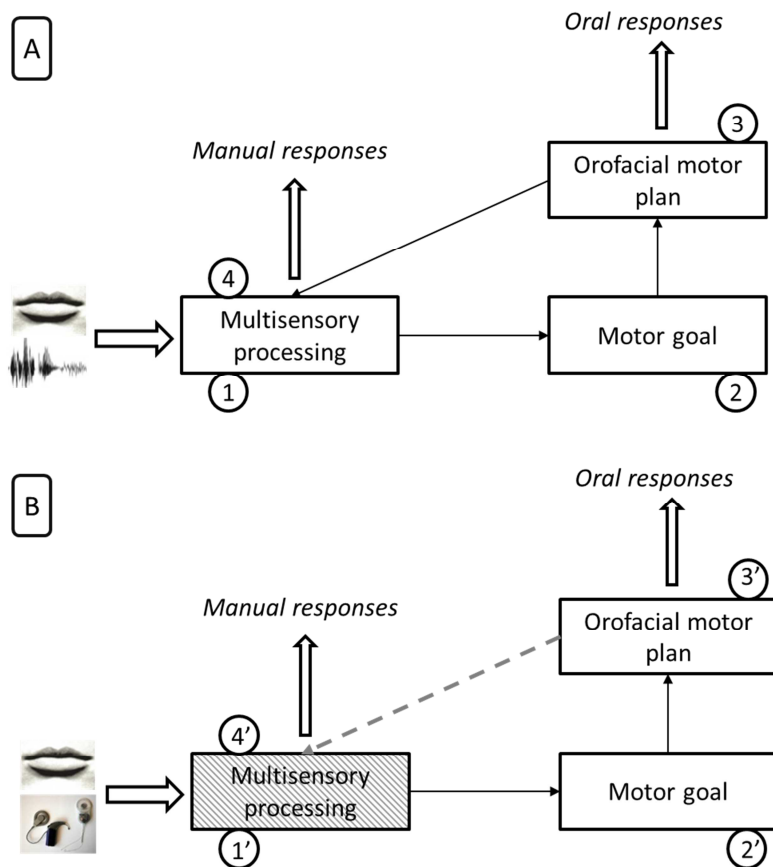 A
Oral responses
3
Manual responses
Orofacial motor
plan
4
Multisensory
processing
Motor goal
1
2
B
Oral responses
3’
Manual responses
Orofacial motor
plan
4’
Multisensory
processing
Motor goal
1’
2’